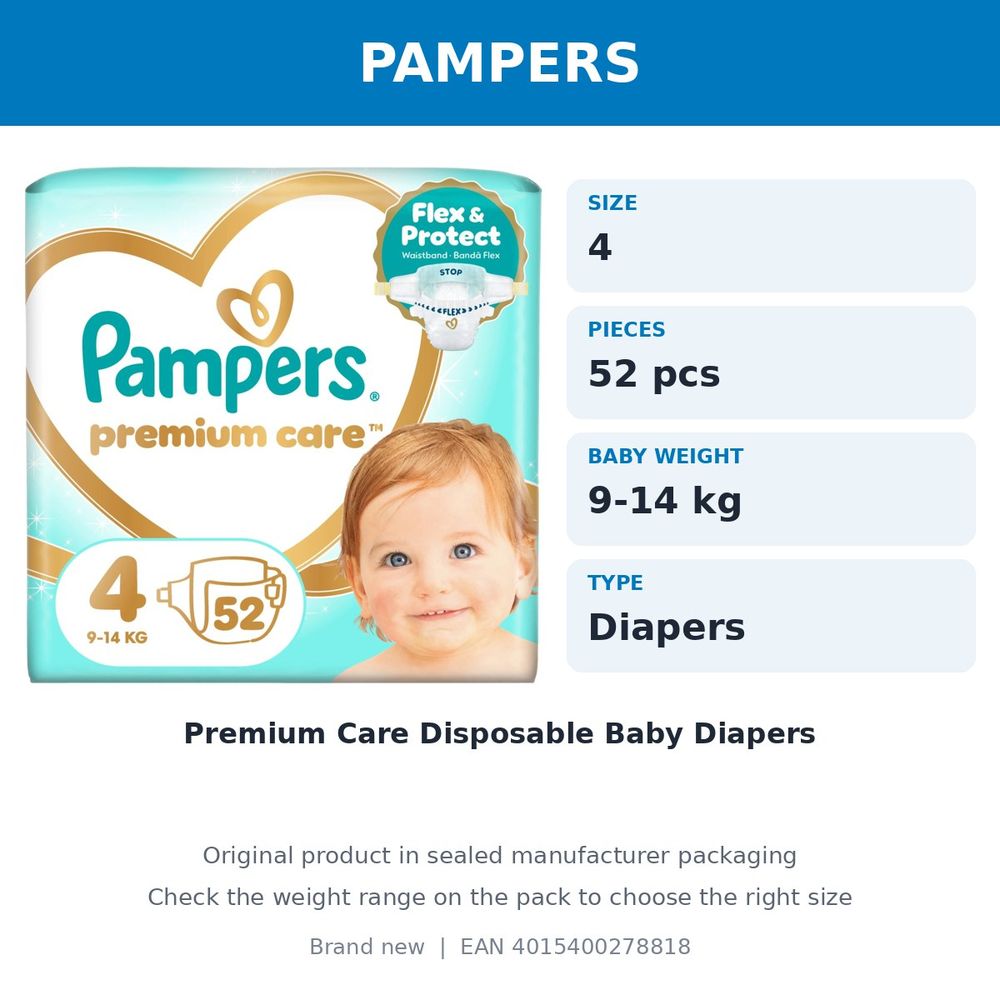 PAMPERS
Flex &
Protect
Waistband · Bandă Flex
STOP
FLEX
Pampers®
premium care™
4
52
9-14 KG
SIZE
4
PIECES
52 pcs
BABY WEIGHT
9-14 kg
TYPE
Diapers
Premium Care Disposable Baby Diapers
Original product in sealed manufacturer packaging
Check the weight range on the pack to choose the right size
Brand new | EAN 4015400278818